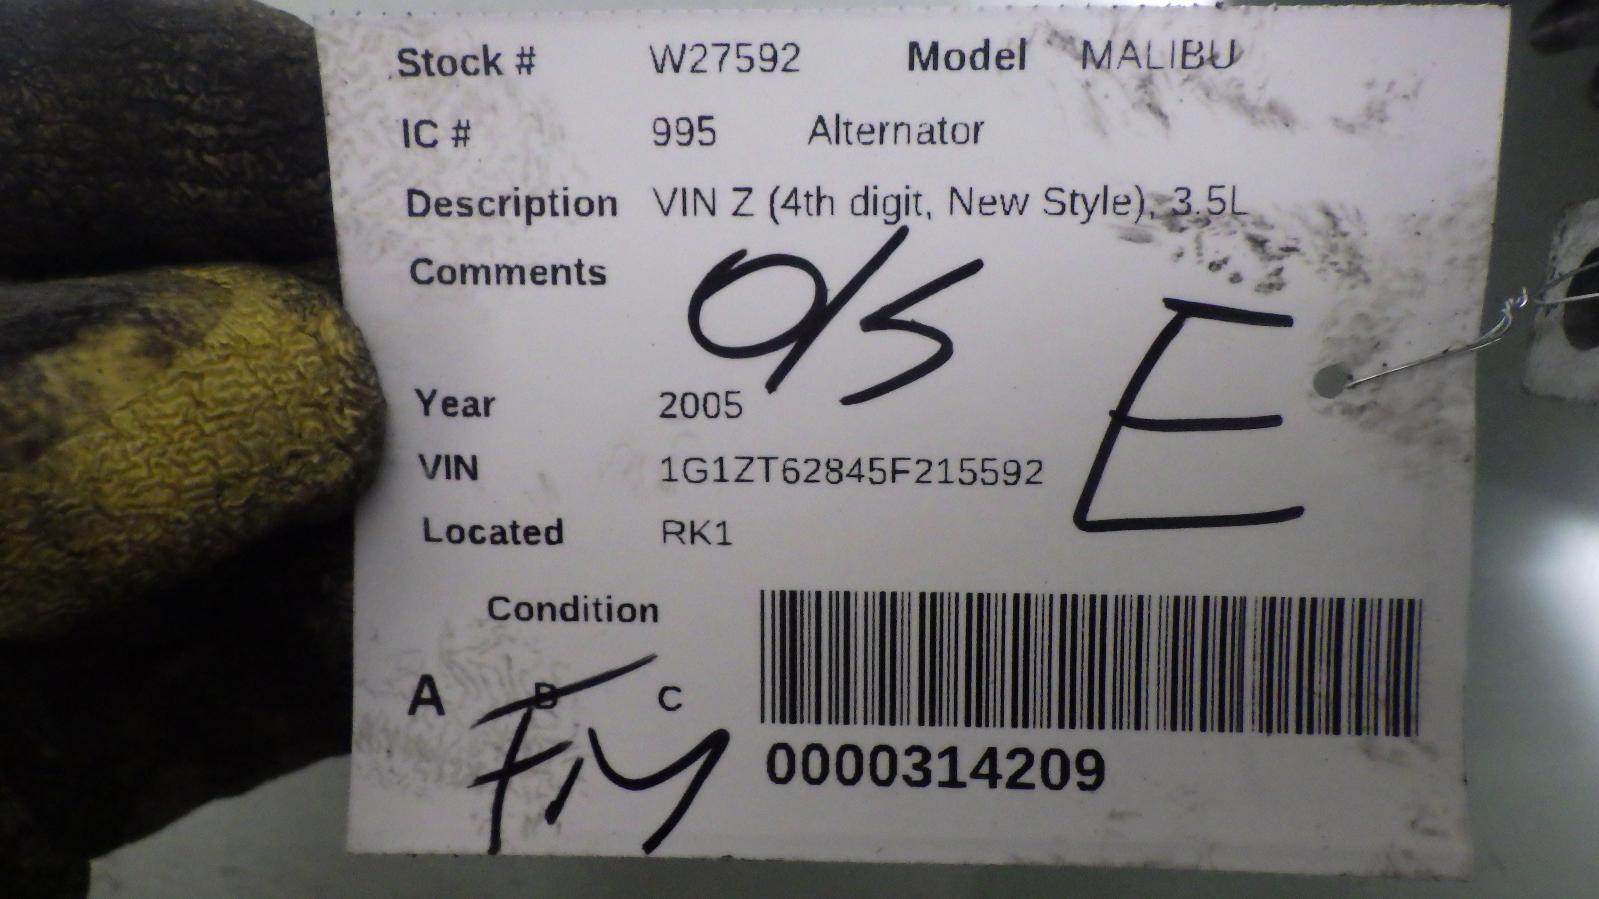 Stock # W27592 Model MALIBU
IC # 995 Alternator
Description VIN Z (4th digit, New Style), 3.5L
Comments O/S
E
Year 2005
VIN 1G1ZT62845F215592
Located RK1
Condition
A B C
0000314209